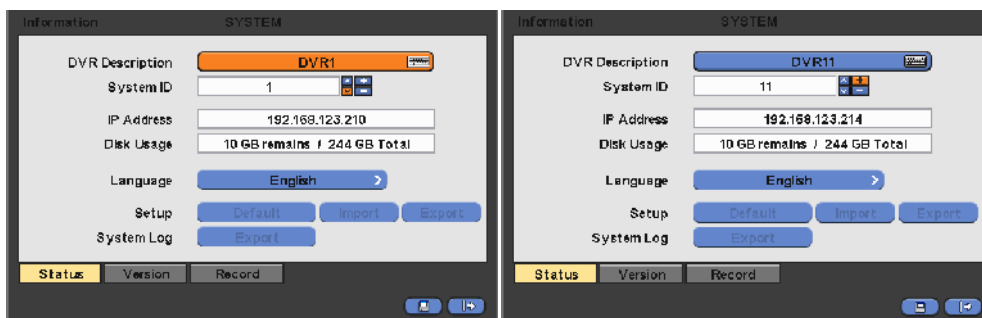 Information SYSTEM
DVR Description DVR1
System ID 1
IP Address 192.168.123.210
Disk Usage 10 GB remains / 244 GB Total
Language English
Setup Default Import Export
System Log Export
Status Version Record
Information SYSTEM
DVR Description DVR11
System ID 11
IP Address 192.168.123.214
Disk Usage 10 GB remains / 244 GB Total
Language English
Setup Default Import Export
System Log Export
Status Version Record